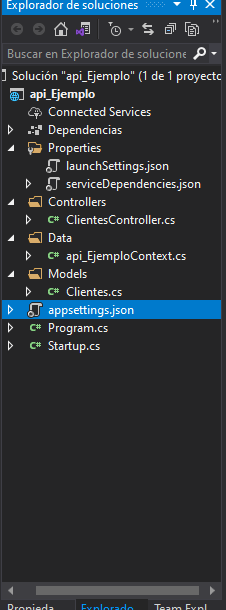 Explorador de soluciones
Buscar en Explorador de solucione
Solución "api_Ejemplo" (1 de 1 proyecto
api_Ejemplo
Connected Services
Dependencias
Properties
launchSettings.json
serviceDependencies.json
Controllers
C# ClientesController.cs
Data
C# api_EjemploContext.cs
Models
C# Clientes.cs
appsettings.json
C# Program.cs
C# Startup.cs
Propieda... Explorado... Team Expl...